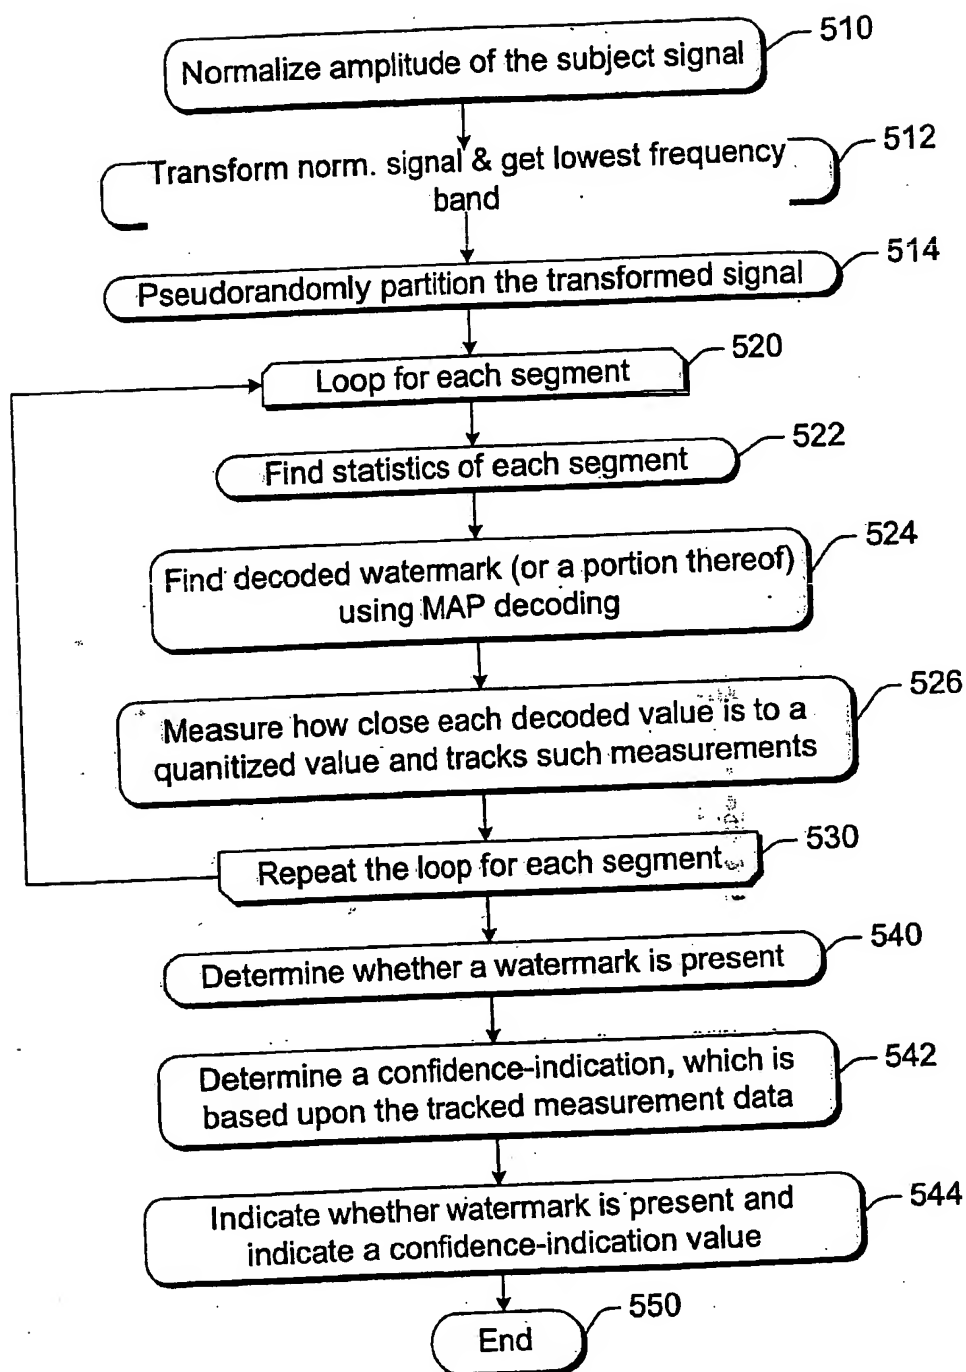 510
Normalize amplitude of the subject signal
512
Transform norm. signal & get lowest frequency
band
514
Pseudorandomly partition the transformed signal
520
Loop for each segment
522
Find statistics of each segment
524
Find decoded watermark (or a portion thereof)
using MAP decoding
526
Measure how close each decoded value is to a
quanitized value and tracks such measurements
530
Repeat the loop for each segment
540
Determine whether a watermark is present
542
Determine a confidence-indication, which is
based upon the tracked measurement data
544
Indicate whether watermark is present and
indicate a confidence-indication value
550
End